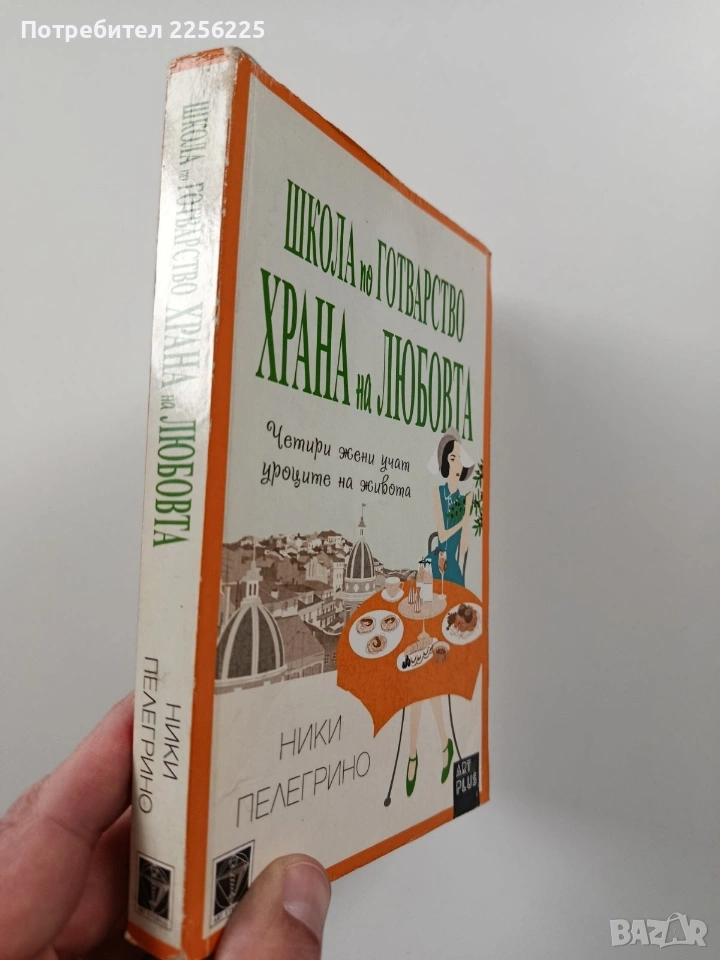 Потребител 2256225
ШКОЛА по ГОТВАРСТВО ХРАНА на ЛЮБОВТА
НИКИ
ПЕЛЕГРИНО
ШКОЛА по ГОТВАРСТВО
ХРАНА на ЛЮБОВТА
Четири жени учат
уроците на живота
НИКИ
ПЕЛЕГРИНО
ART
PLUS
BAZAR